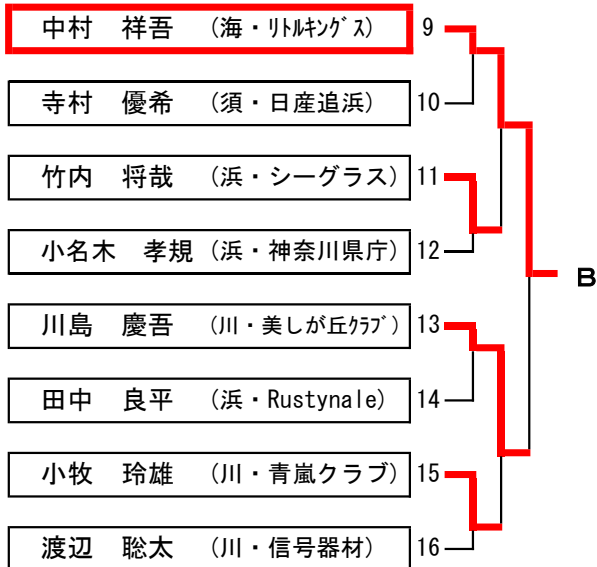 中村　祥吾　（海・ﾘﾄﾙｷﾝｸﾞｽ） 9
寺村　優希　（須・日産追浜） 10
竹内　将哉　（浜・シーグラス） 11
小名木　孝規（浜・神奈川県庁） 12
B
川島　慶吾　（川・美しが丘ｸﾗﾌﾞ） 13
田中　良平　（浜・Rustynale） 14
小牧　玲雄　（川・青嵐クラブ） 15
渡辺　聡太　（川・信号器材） 16